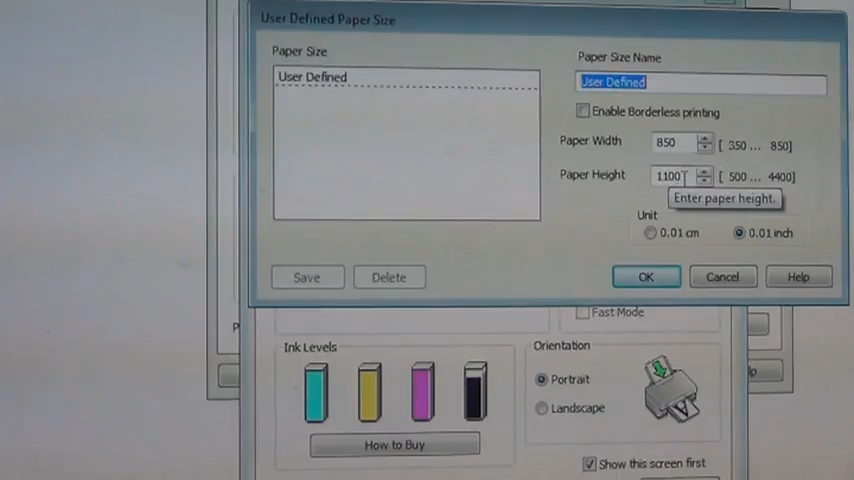 User Defined Paper Size
Paper Size
User Defined
Paper Size Name
User Defined
Enable Borderless printing
Paper Width 850 [ 350 ... 850]
Paper Height 1100 [ 500 ... 4400]
Enter paper height.
Unit
0.01 cm 0.01 inch
Save Delete OK Cancel Help
Fast Mode
Ink Levels
Orientation
Portrait
Landscape
How to Buy
Show this screen first